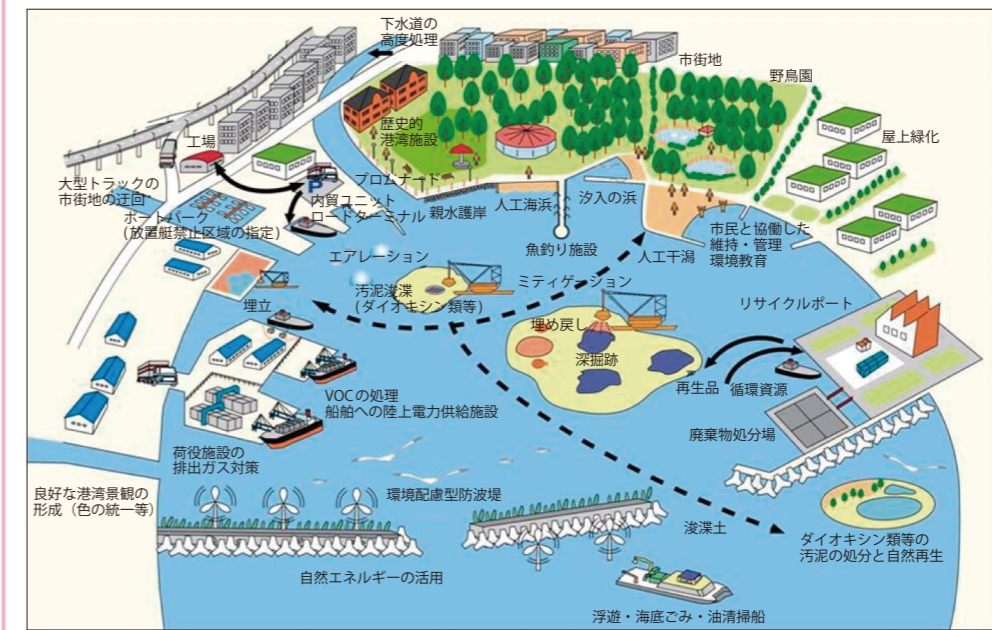 下水道の
高度処理
市街地
野鳥園
工場
歴史的
港湾施設
屋上緑化
大型トラックの
市街地の迂回
P
プロムナード
内貿ユニット
ロードターミナル
親水護岸
人工海浜
汐入の浜
ボートパーク
(放置艇禁止区域の指定)
魚釣り施設
人工干潟
市民と協働した
維持・管理
環境教育
エアレーション
汚泥浚渫
(ダイオキシン類等)
ミティゲーション
リサイクルポート
埋立
埋め戻し
深掘跡
再生品
循環資源
VOCの処理
船舶への陸上電力供給施設
廃棄物処分場
荷役施設の
排出ガス対策
良好な港湾景観の
形成(色の統一等)
環境配慮型防波堤
浚渫土
ダイオキシン類等の
汚泥の処分と自然再生
自然エネルギーの活用
浮遊・海底ごみ・油清掃船